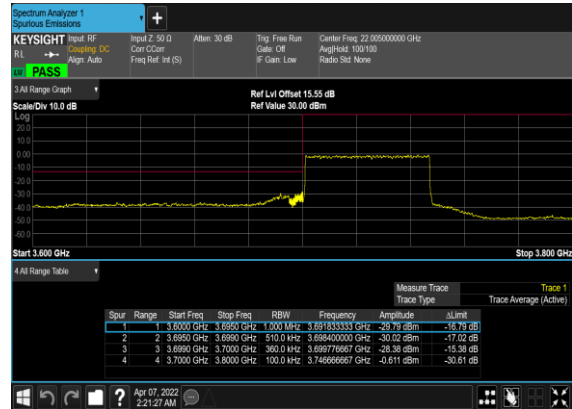 Spectrum Analyzer 1
Spurious Emissions
+
KEYSIGHT Input: RF Input Z: 50 Ω Atten: 30 dB Trig: Free Run Center Freq: 22.005000000 GHz
RL Coupling: DC Corr CCorr Gate: Off Avg|Hold: 100/100
Align: Auto Freq Ref: Int (S) IF Gain: Low Radio Std: None
LW PASS
3 All Range Graph Ref Lvl Offset 15.55 dB
Scale/Div 10.0 dB Ref Value 30.00 dBm
Log
20.0
10.0
0.00
-10.0
-20.0
-30.0
-40.0
-50.0
-60.0
Start 3.600 GHz Stop 3.800 GHz
4 All Range Table
Measure Trace Trace 1
Trace Type Trace Average (Active)
Spur Range Start Freq Stop Freq RBW Frequency Amplitude ΔLimit
1 1 3.6000 GHz 3.6950 GHz 1.000 MHz 3.691833333 GHz -29.79 dBm -16.79 dB
2 2 3.6950 GHz 3.6990 GHz 510.0 kHz 3.698400000 GHz -30.02 dBm -17.02 dB
3 3 3.6990 GHz 3.7000 GHz 360.0 kHz 3.699776667 GHz -28.38 dBm -15.38 dB
4 4 3.7000 GHz 3.8000 GHz 100.0 kHz 3.746666667 GHz -0.611 dBm -30.61 dB
? Apr 07, 2022
2:21:27 AM